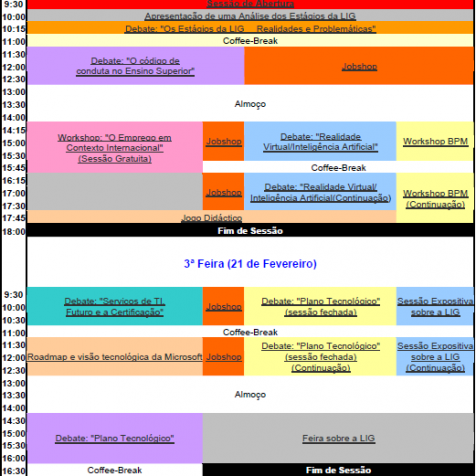 9:30 Sessão de Abertura
10:00 Apresentação de uma Análise dos Estágios da LIG
10:15 Debate: "Os Estágios da LIG Realidades e Problemáticas"
11:00 Coffee-Break
11:30
12:00
12:30
Debate: "O código de
conduta no Ensino Superior"
Jobshop
13:00
13:30 Almoço
14:00
14:15
15:00
15:30
Workshop: "O Emprego em
Contexto Internacional"
(Sessão Gratuita)
Jobshop
Debate: "Realidade
Virtual/Inteligência Artificial"
Workshop BPM
15:45 Coffee-Break
16:15
17:00
17:30
Jobshop
Debate: "Realidade Virtual/
Inteligência Artificial(Continuação)
Workshop BPM
(Continuação)
17:45 Jogo Didáctico
18:00 Fim de Sessão
3ª Feira (21 de Fevereiro)
9:30
10:00
10:30
Debate: "Serviços de TI,
Futuro e a Certificação"
Jobshop
Debate: "Plano Tecnológico"
(sessão fechada)
Sessão Expositiva
sobre a LIG
11:00 Coffee-Break
11:30
12:00
12:30
Roadmap e visão tecnológica da Microsoft
Jobshop
Debate: "Plano Tecnológico"
(sessão fechada)
(Continuação)
Sessão Expositiva
sobre a LIG
(Continuação)
13:00
13:30 Almoço
14:00
14:30
15:00
15:30
16:00
Debate: "Plano Tecnológico"
Feira sobre a LIG
16:30 Coffee-Break
Fim de Sessão